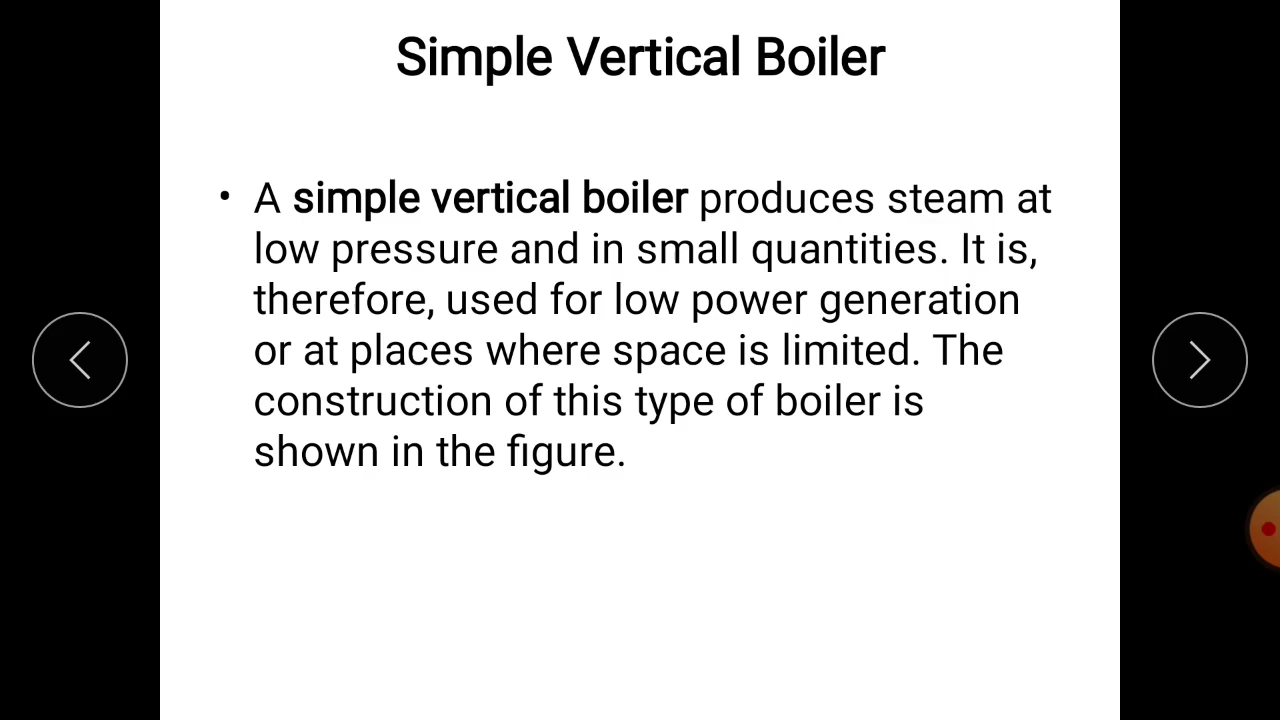 Simple Vertical Boiler
• A simple vertical boiler produces steam at
low pressure and in small quantities. It is,
therefore, used for low power generation
or at places where space is limited. The
construction of this type of boiler is
shown in the figure.